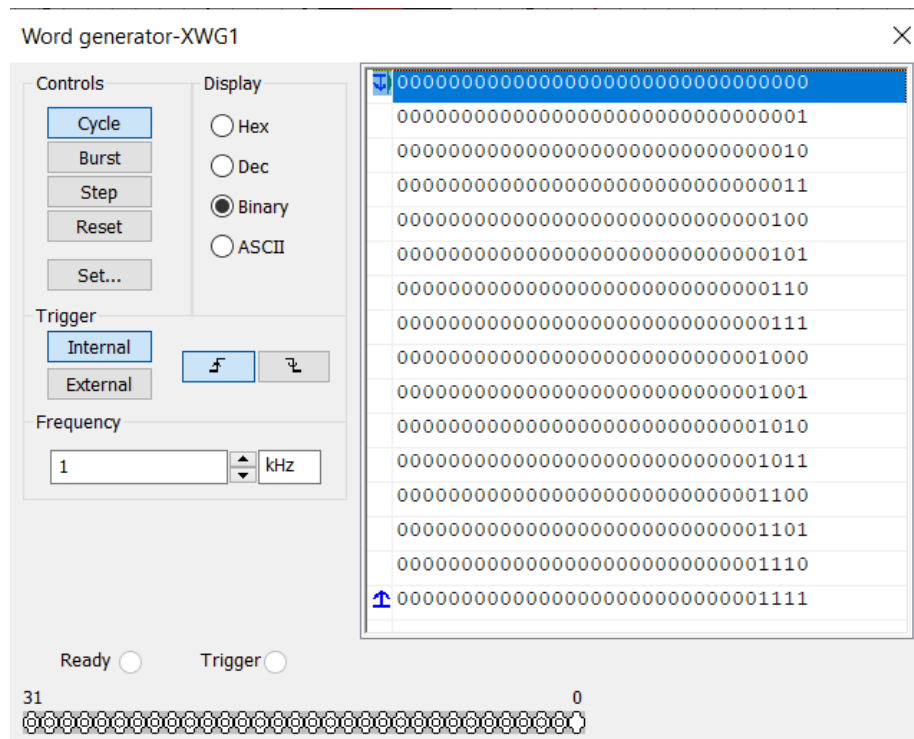 Word generator-XWG1
Controls
Display
Cycle
Burst
Step
Reset
Set...
Hex
Dec
Binary
ASCII
Trigger
Internal
External
Frequency
1
kHz
00000000000000000000000000000000
00000000000000000000000000000001
00000000000000000000000000000010
00000000000000000000000000000011
00000000000000000000000000000100
00000000000000000000000000000101
00000000000000000000000000000110
00000000000000000000000000000111
00000000000000000000000000001000
00000000000000000000000000001001
00000000000000000000000000001010
00000000000000000000000000001011
00000000000000000000000000001100
00000000000000000000000000001101
00000000000000000000000000001110
00000000000000000000000000001111
Ready
Trigger
31
0